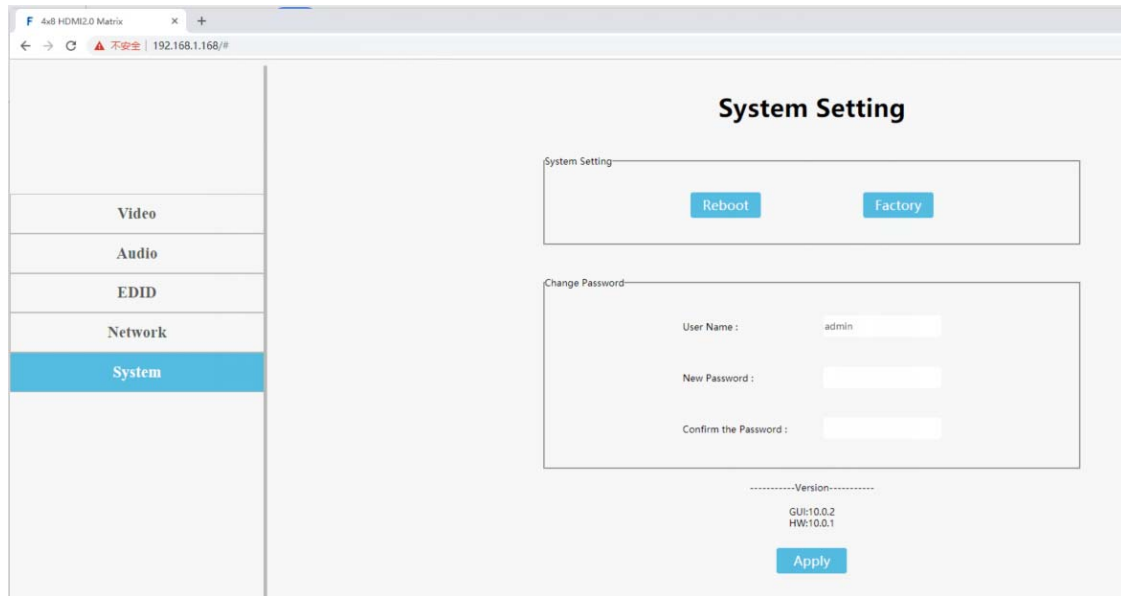 F 4x8 HDMI2.0 Matrix
不安全 | 192.168.1.168/#
System Setting
System Setting
Reboot Factory
Video
Audio
EDID
Network
System
Change Password
User Name : admin
New Password :
Confirm the Password :
-----------Version-----------
GUI:10.0.2
HW:10.0.1
Apply